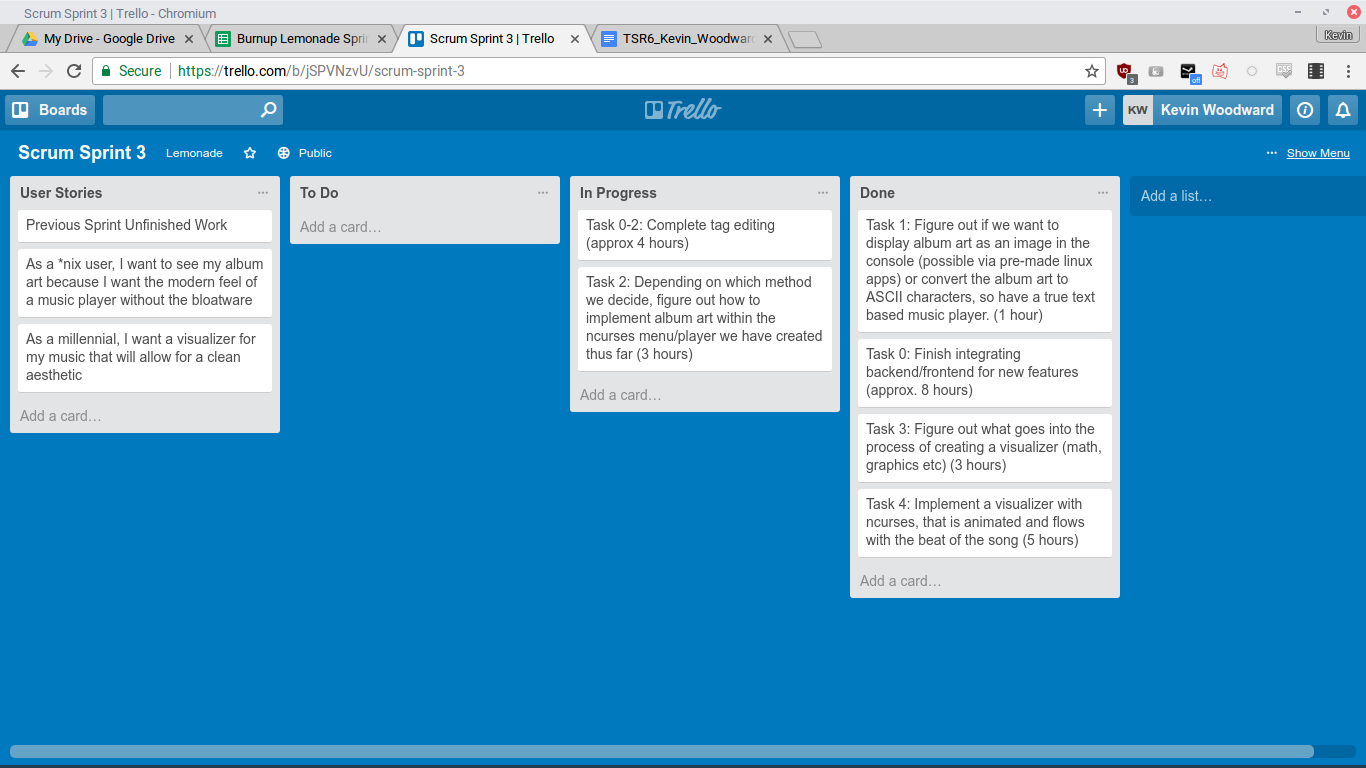 Scrum Sprint 3 | Trello - Chromium
My Drive - Google Drive
Burnup Lemonade Spri
Scrum Sprint 3 | Trello
TSR6_Kevin_Woodwar
Kevin
Secure
https://trello.com/b/jSPVNzvU/scrum-sprint-3
3
off
Boards
Trello
KW
Kevin Woodward
Scrum Sprint 3
Lemonade
Public
Show Menu
User Stories
Previous Sprint Unfinished Work
As a *nix user, I want to see my album
art because I want the modern feel of
a music player without the bloatware
As a millennial, I want a visualizer for
my music that will allow for a clean
aesthetic
Add a card…
To Do
Add a card…
In Progress
Task 0-2: Complete tag editing
(approx 4 hours)
Task 2: Depending on which method
we decide, figure out how to
implement album art within the
ncurses menu/player we have created
thus far (3 hours)
Add a card…
Done
Task 1: Figure out if we want to
display album art as an image in the
console (possible via pre-made linux
apps) or convert the album art to
ASCII characters, so have a true text
based music player. (1 hour)
Task 0: Finish integrating
backend/frontend for new features
(approx. 8 hours)
Task 3: Figure out what goes into the
process of creating a visualizer (math,
graphics etc) (3 hours)
Task 4: Implement a visualizer with
ncurses, that is animated and flows
with the beat of the song (5 hours)
Add a card…
Add a list…